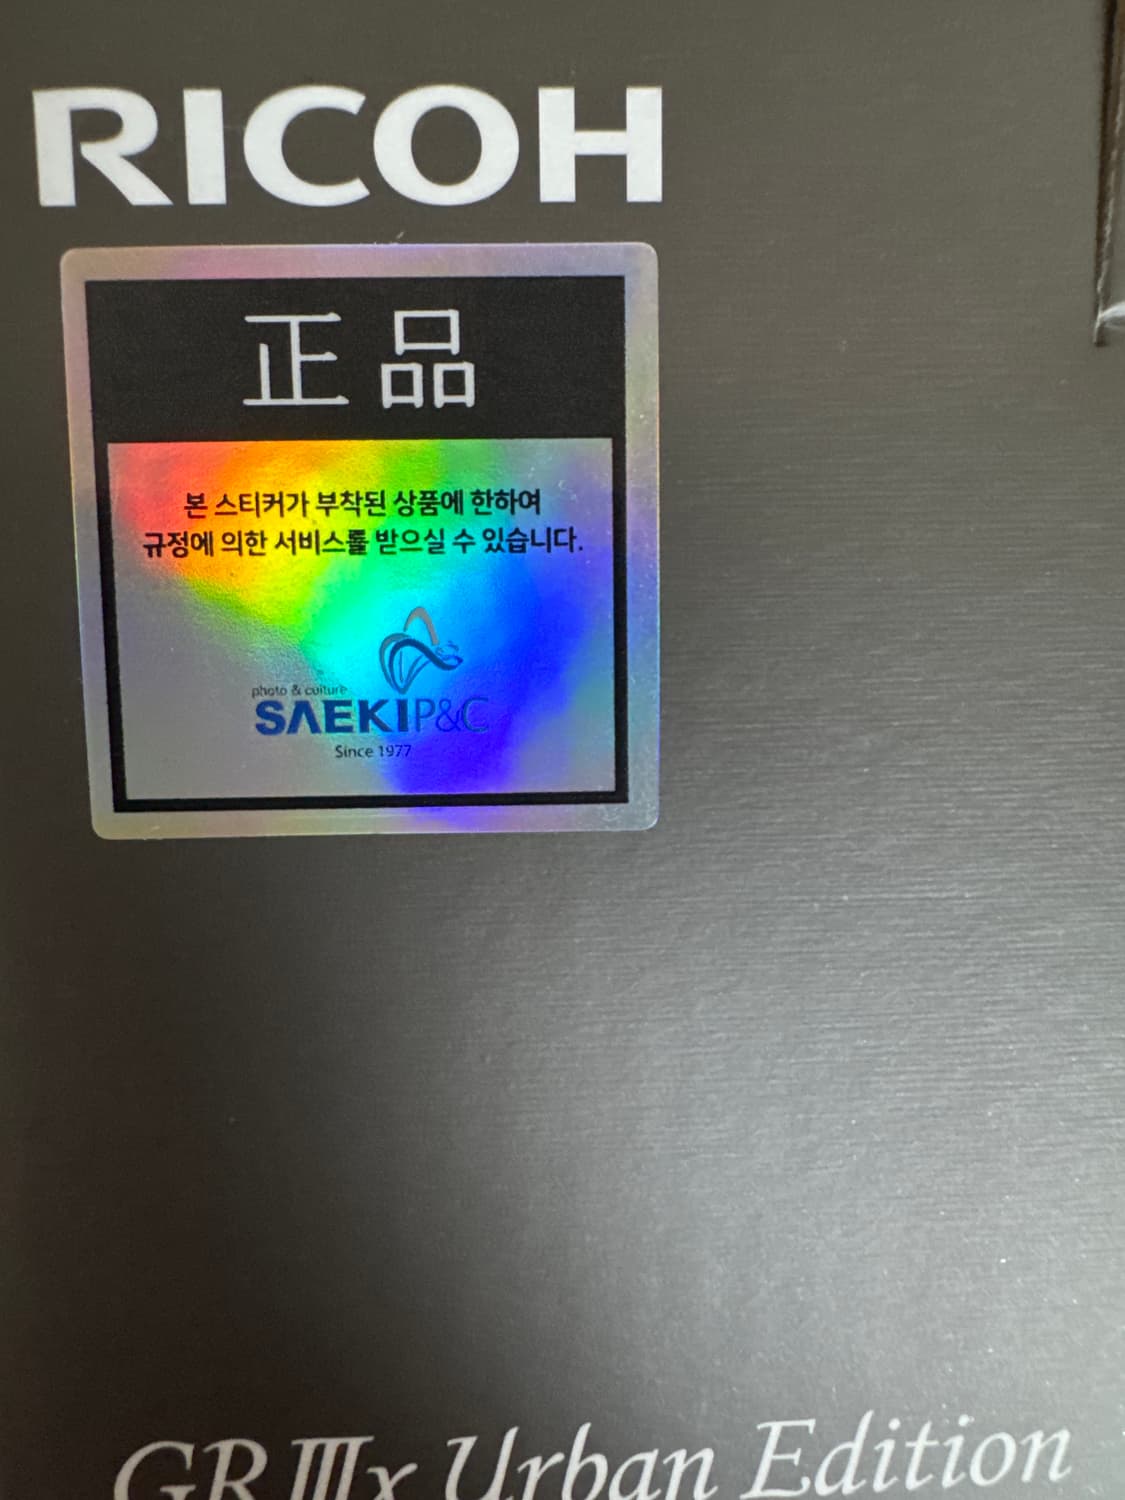 RICOH
正品
본 스티커가 부착된 상품에 한하여
규정에 의한 서비스를 받으실 수 있습니다.
photo & culture
SAEKI P&C
Since 1977
GR IIIx Urban Edition